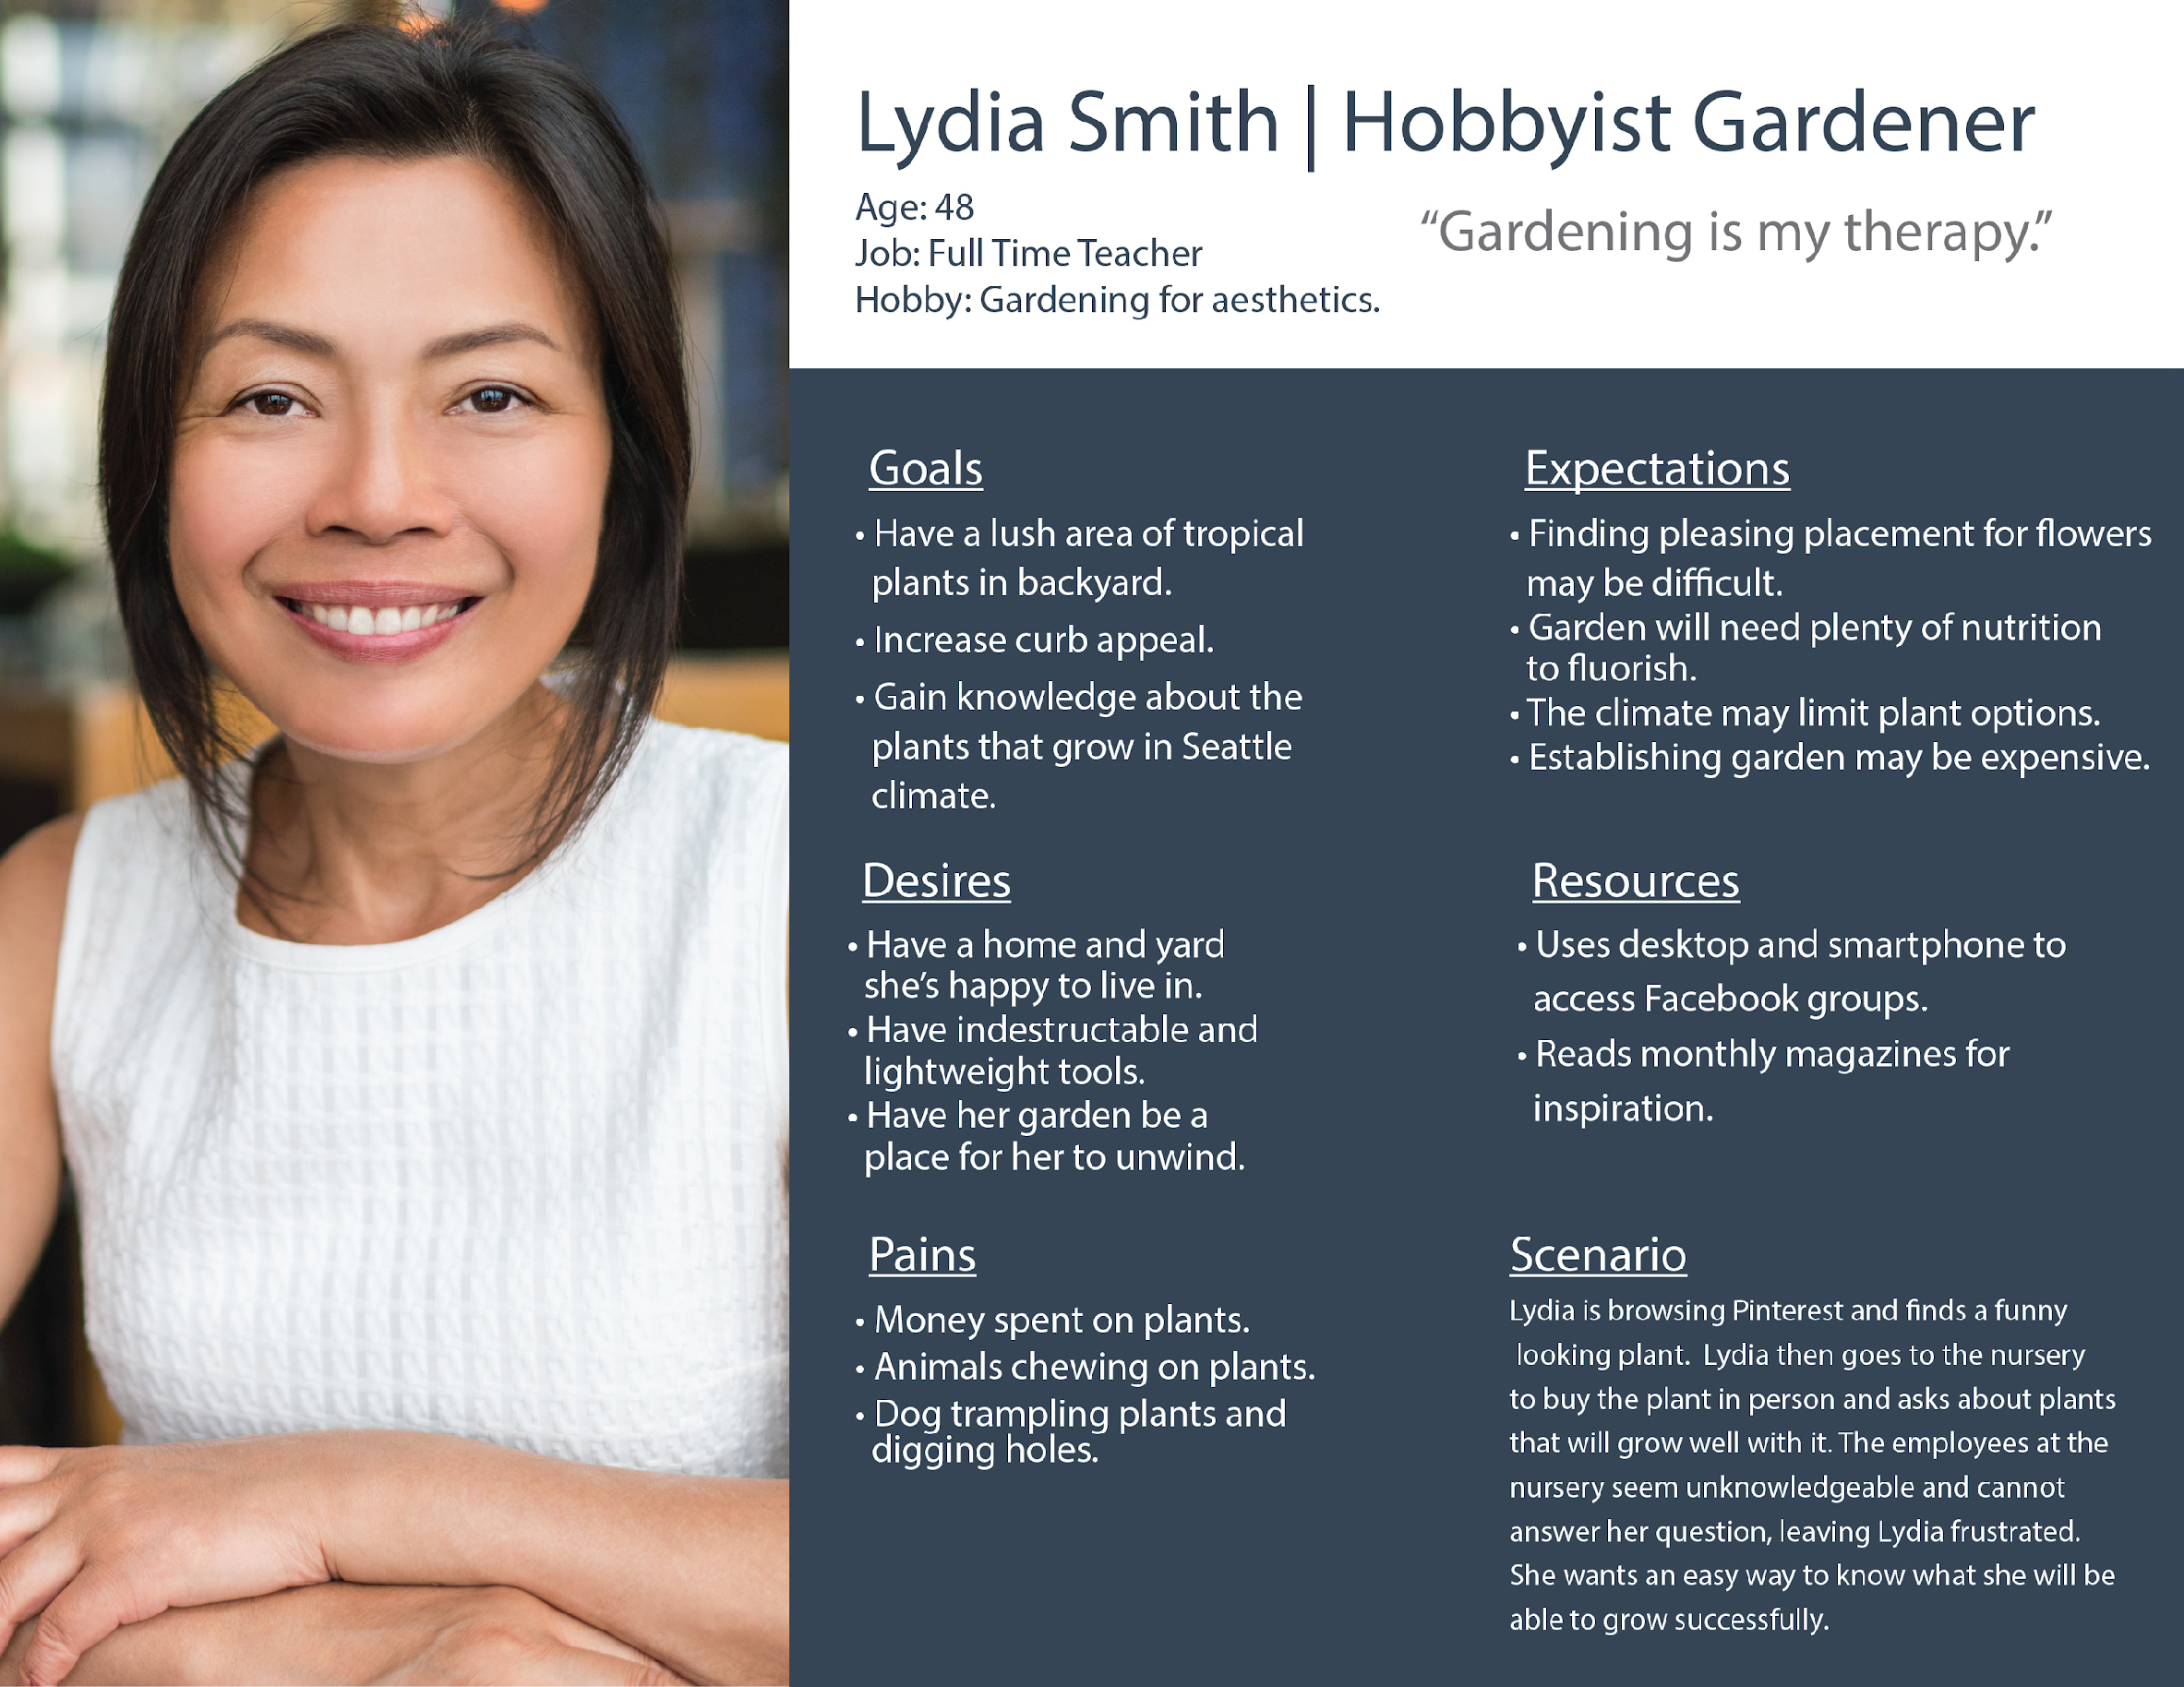 Lydia Smith | Hobbyist Gardener
Age: 48
Job: Full Time Teacher
Hobby: Gardening for aesthetics.
“Gardening is my therapy.”
Goals
• Have a lush area of tropical
plants in backyard.
• Increase curb appeal.
• Gain knowledge about the
plants that grow in Seattle
climate.
Desires
• Have a home and yard
she’s happy to live in.
• Have indestructable and
lightweight tools.
• Have her garden be a
place for her to unwind.
Pains
• Money spent on plants.
• Animals chewing on plants.
• Dog trampling plants and
digging holes.
Expectations
• Finding pleasing placement for flowers
may be difficult.
• Garden will need plenty of nutrition
to fluorish.
• The climate may limit plant options.
• Establishing garden may be expensive.
Resources
• Uses desktop and smartphone to
access Facebook groups.
• Reads monthly magazines for
inspiration.
Scenario
Lydia is browsing Pinterest and finds a funny
looking plant. Lydia then goes to the nursery
to buy the plant in person and asks about plants
that will grow well with it. The employees at the
nursery seem unknowledgeable and cannot
answer her question, leaving Lydia frustrated.
She wants an easy way to know what she will be
able to grow successfully.